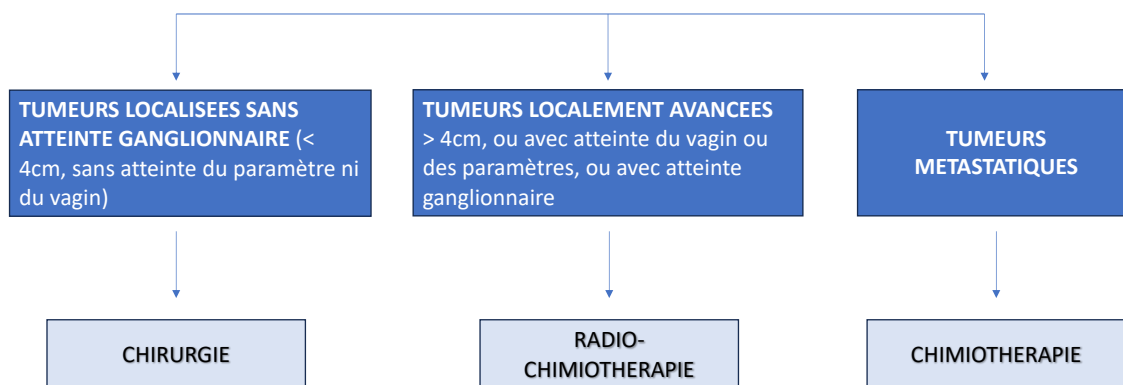 TUMEURS LOCALISEES SANS
ATTEINTE GANGLIONNAIRE (<
4cm, sans atteinte du paramètre ni
du vagin)
TUMEURS LOCALEMENT AVANCEES
> 4cm, ou avec atteinte du vagin ou
des paramètres, ou avec atteinte
ganglionnaire
TUMEURS
METASTATIQUES
CHIRURGIE
RADIO-
CHIMIOTHERAPIE
CHIMIOTHERAPIE